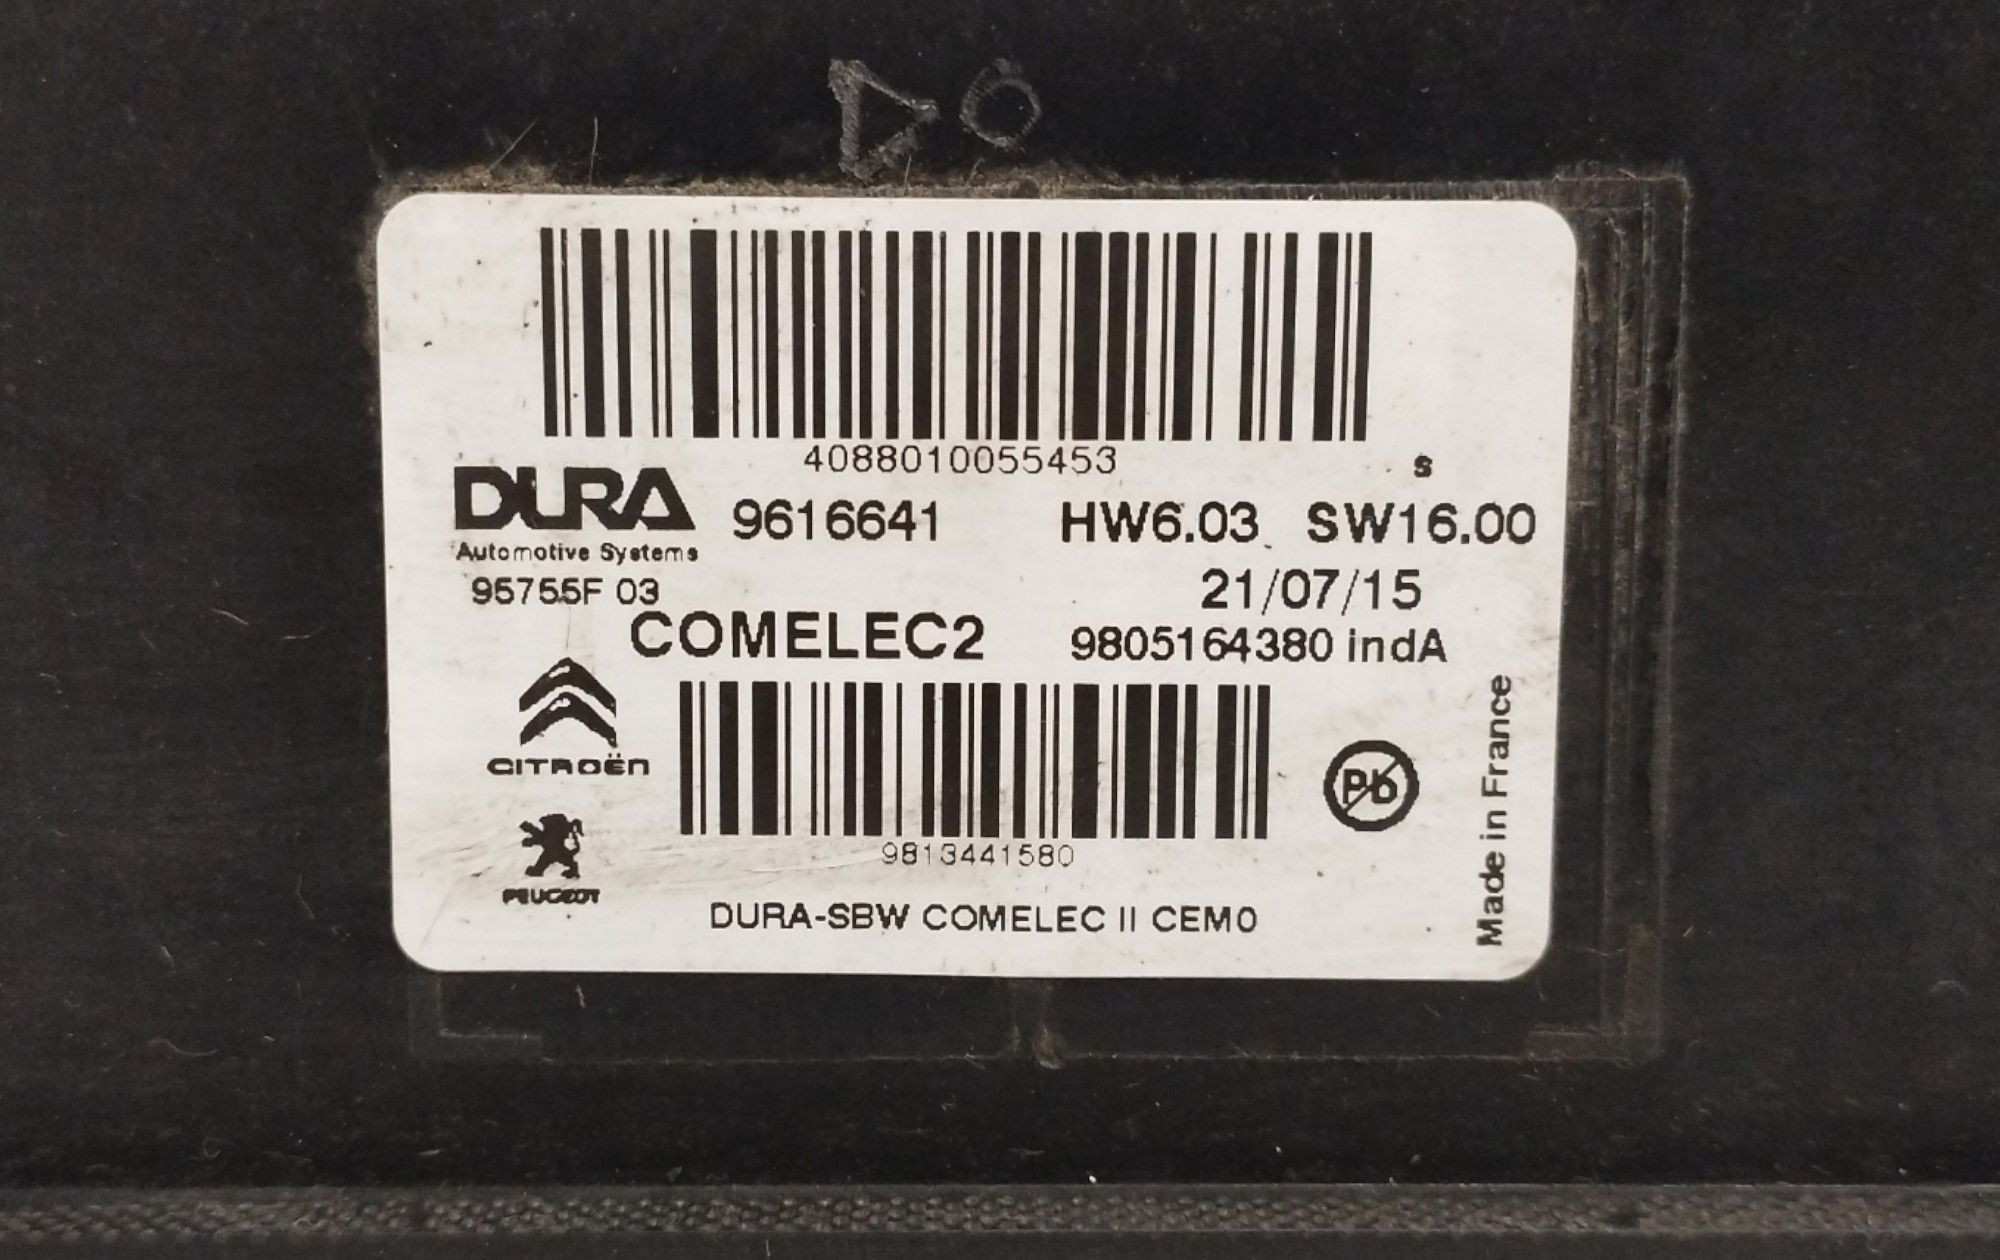 4088010055453
s
DURA
Automotive Systems
9616641
HW6.03 SW16.00
95755F 03
21/07/15
COMELEC2
9805164380 indA
CITROËN
PEUGEOT
9813441580
Pb
Made in France
DURA-SBW COMELEC II CEM0